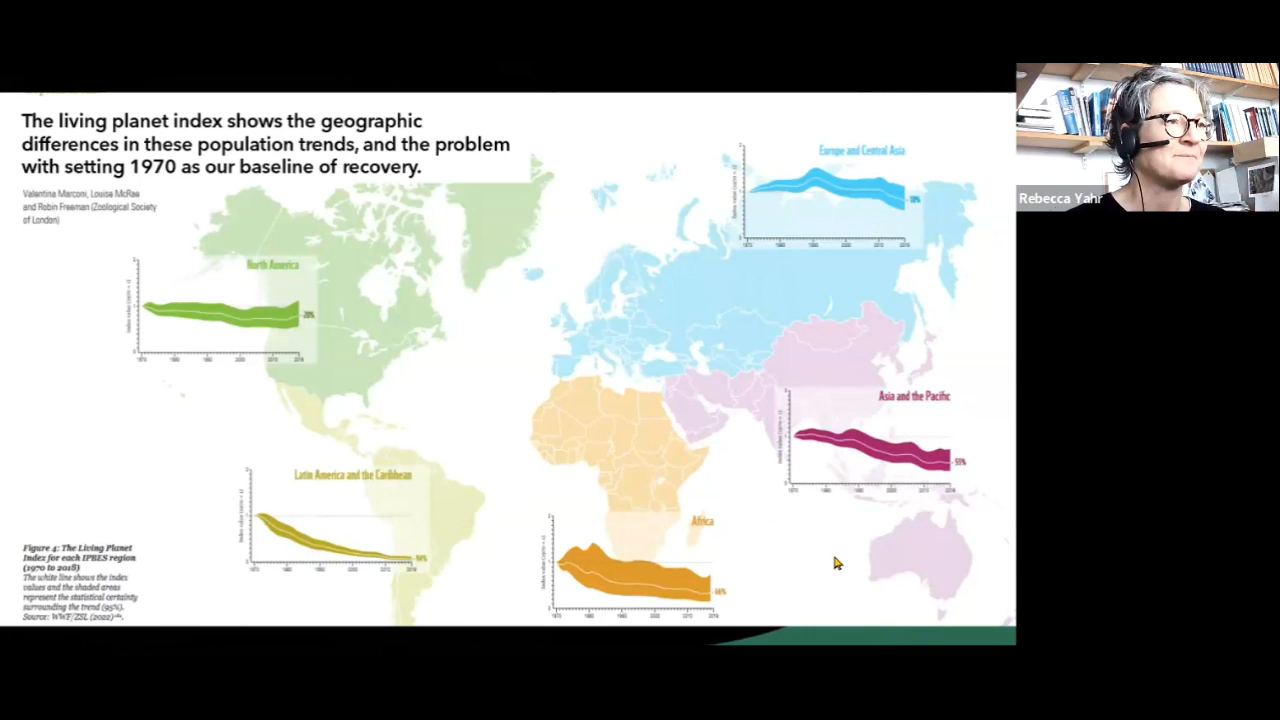 The living planet index shows the geographic
differences in these population trends, and the problem
with setting 1970 as our baseline of recovery.
Valentina Marconi, Louise McRae
and Robin Freeman (Zoological Society
of London)
Rebecca Yahr
Europe and Central Asia
North America
Asia and the Pacific
Latin America and the Caribbean
Africa
Figure 4: The Living Planet
Index for each IPBES region
(1970 to 2018)
The white line shows the index
values and the shaded areas
represent the statistical certainty
surrounding the trend (95%).
Source: WWF/ZSL (2022)